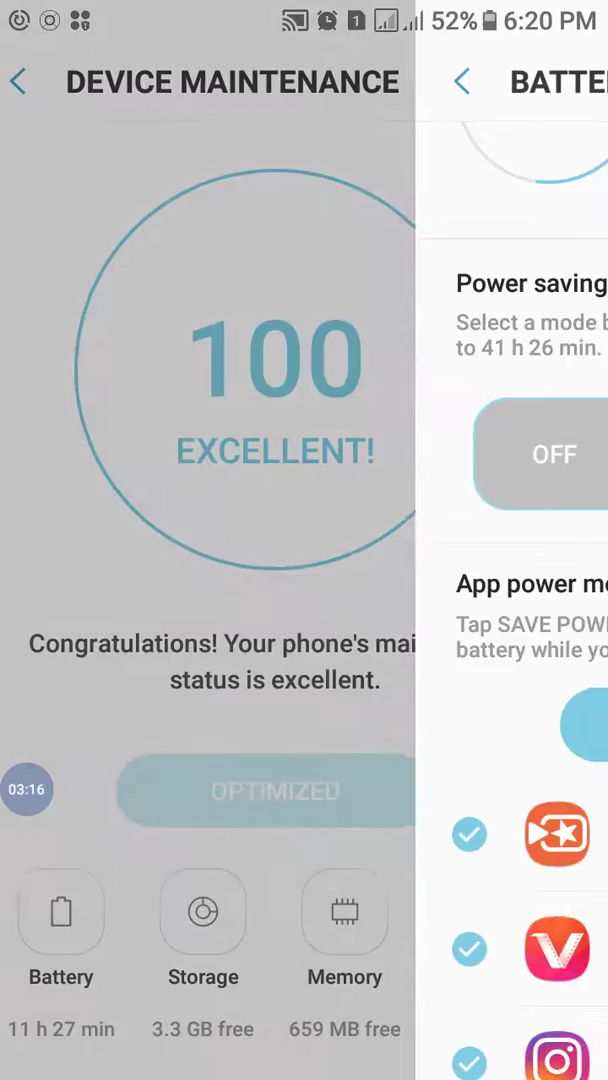 1 52% 6:20 PM
DEVICE MAINTENANCE
100
EXCELLENT!
Congratulations! Your phone's mai
status is excellent.
03:16
OPTIMIZED
Battery Storage Memory
11 h 27 min 3.3 GB free 659 MB free
BATTE
Power saving
Select a mode b
to 41 h 26 min.
OFF
App power mo
Tap SAVE POW
battery while yo